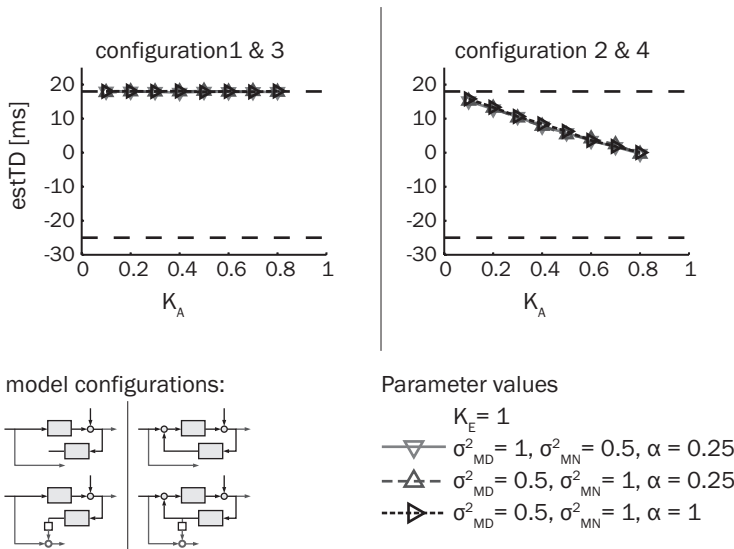 configuration1 & 3
configuration 2 & 4
estTD [ms]
20
10
0
-10
-20
-30
0 0.2 0.4 0.6 0.8 1
K_A
20
10
0
-10
-20
-30
0 0.2 0.4 0.6 0.8 1
K_A
model configurations:
Parameter values
K_E = 1
σ²_MD = 1, σ²_MN = 0.5, α = 0.25
σ²_MD = 0.5, σ²_MN = 1, α = 0.25
σ²_MD = 0.5, σ²_MN = 1, α = 1